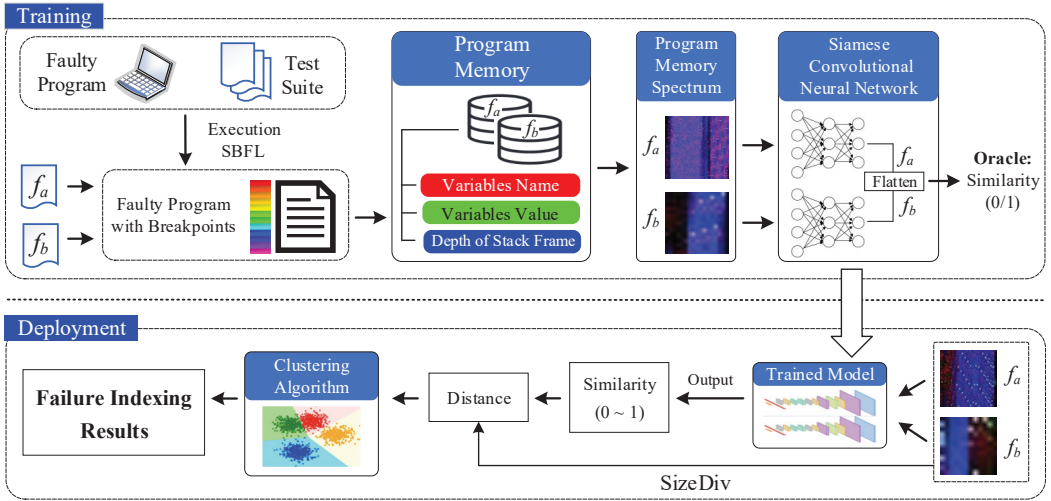 Training
Faulty
Program
Test
Suite
Execution
SBFL
fa
fb
Faulty Program
with Breakpoints
Program
Memory
fa
fb
Variables Name
Variables Value
Depth of Stack Frame
Program
Memory
Spectrum
fa
fb
Siamese
Convolutional
Neural Network
fa
Flatten
fb
Oracle:
Similarity
(0/1)
Deployment
Failure Indexing
Results
Clustering
Algorithm
Distance
Similarity
(0 ~ 1)
Output
Trained Model
fa
fb
SizeDiv